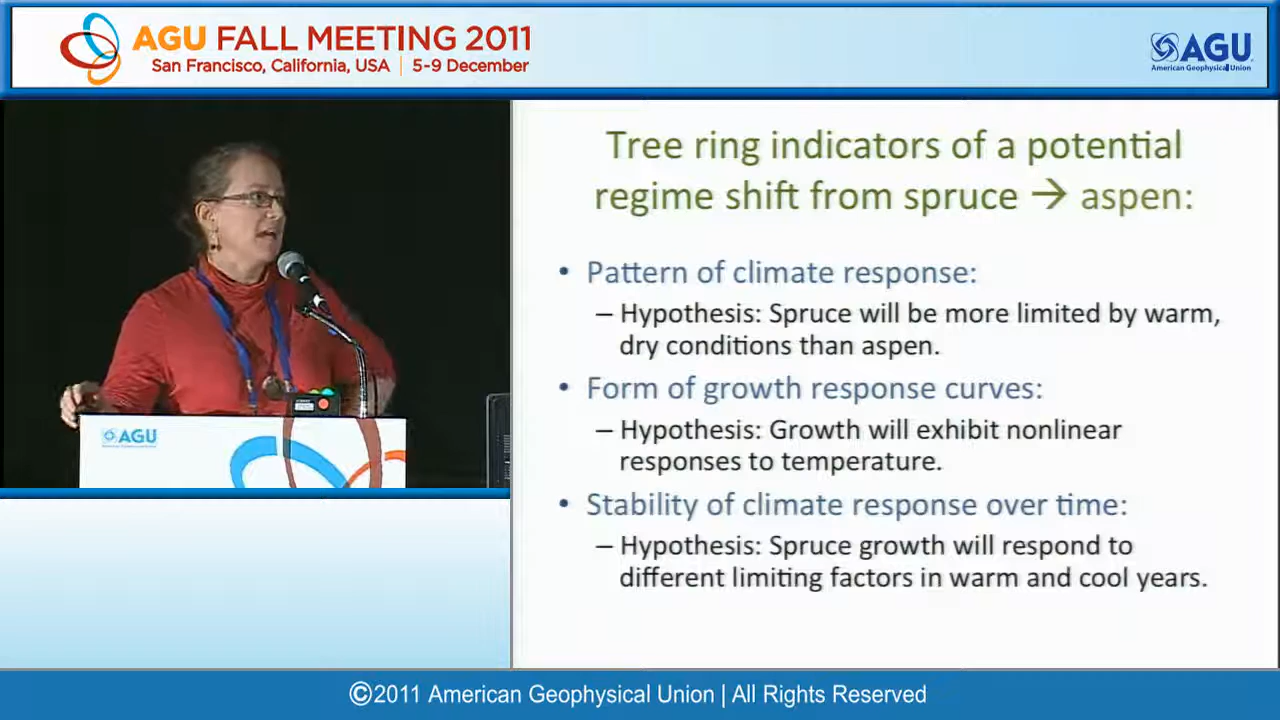 AGU FALL MEETING 2011
San Francisco, California, USA | 5-9 December
AGU
American Geophysical Union
Tree ring indicators of a potential
regime shift from spruce → aspen:
• Pattern of climate response:
– Hypothesis: Spruce will be more limited by warm,
dry conditions than aspen.
• Form of growth response curves:
– Hypothesis: Growth will exhibit nonlinear
responses to temperature.
• Stability of climate response over time:
– Hypothesis: Spruce growth will respond to
different limiting factors in warm and cool years.
AGU
©2011 American Geophysical Union | All Rights Reserved